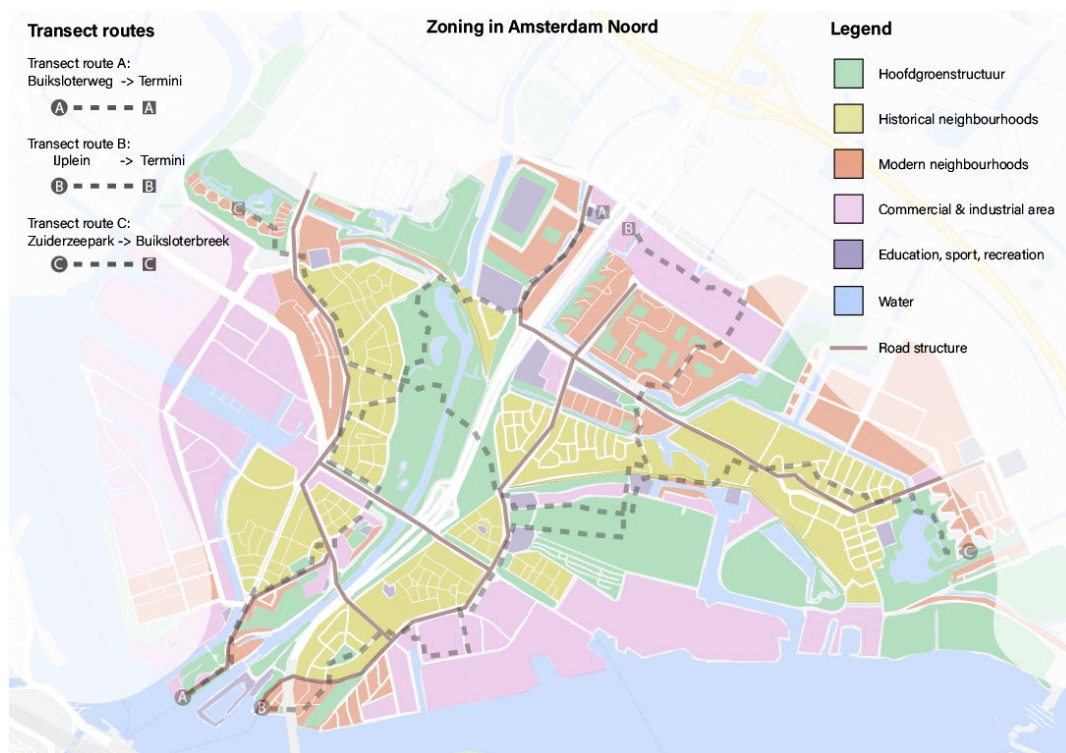 Zoning in Amsterdam Noord
Transect routes
Transect route A:
Buiksloterweg -> Termini
A A
Transect route B:
IJplein -> Termini
B B
Transect route C:
Zuiderzeepark -> Buiksloterbreek
C C
Legend
Hoofdgroenstructuur
Historical neighbourhoods
Modern neighbourhoods
Commercial & industrial area
Education, sport, recreation
Water
Road structure
C
A
B
C
A
B